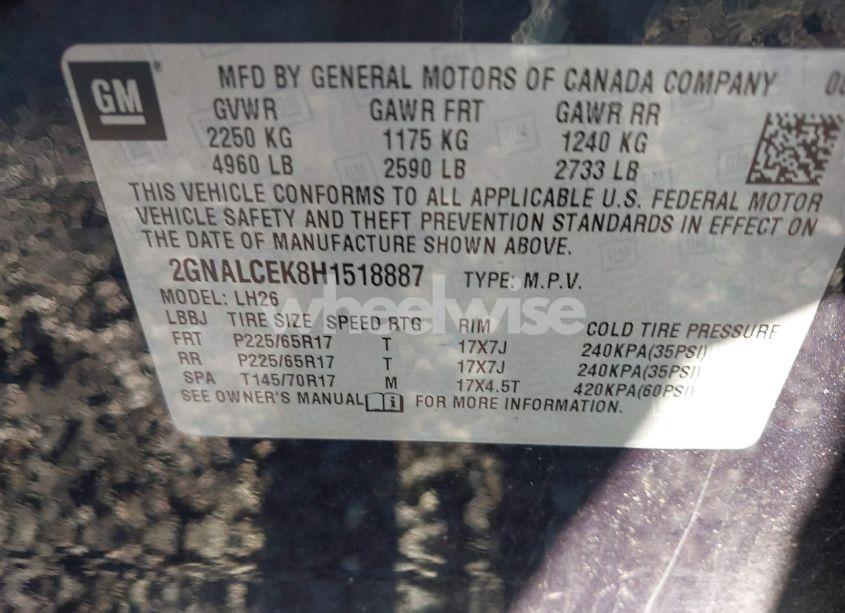 GM
MFD BY GENERAL MOTORS OF CANADA COMPANY
GVWR GAWR FRT GAWR RR
2250 KG 1175 KG 1240 KG
4960 LB 2590 LB 2733 LB
THIS VEHICLE CONFORMS TO ALL APPLICABLE U.S. FEDERAL MOTOR
VEHICLE SAFETY AND THEFT PREVENTION STANDARDS IN EFFECT ON
THE DATE OF MANUFACTURE SHOWN ABOVE.
2GNALCEK8H1518887 TYPE: M.P.V.
MODEL: LH26
wheelwise
LBBJ TIRE SIZE SPEED RTG RIM COLD TIRE PRESSURE
FRT P225/65R17 T 17X7J 240KPA(35PSI)
RR P225/65R17 T 17X7J 240KPA(35PSI)
SPA T145/70R17 M 17X4.5T 420KPA(60PSI)
SEE OWNER'S MANUAL FOR MORE INFORMATION.